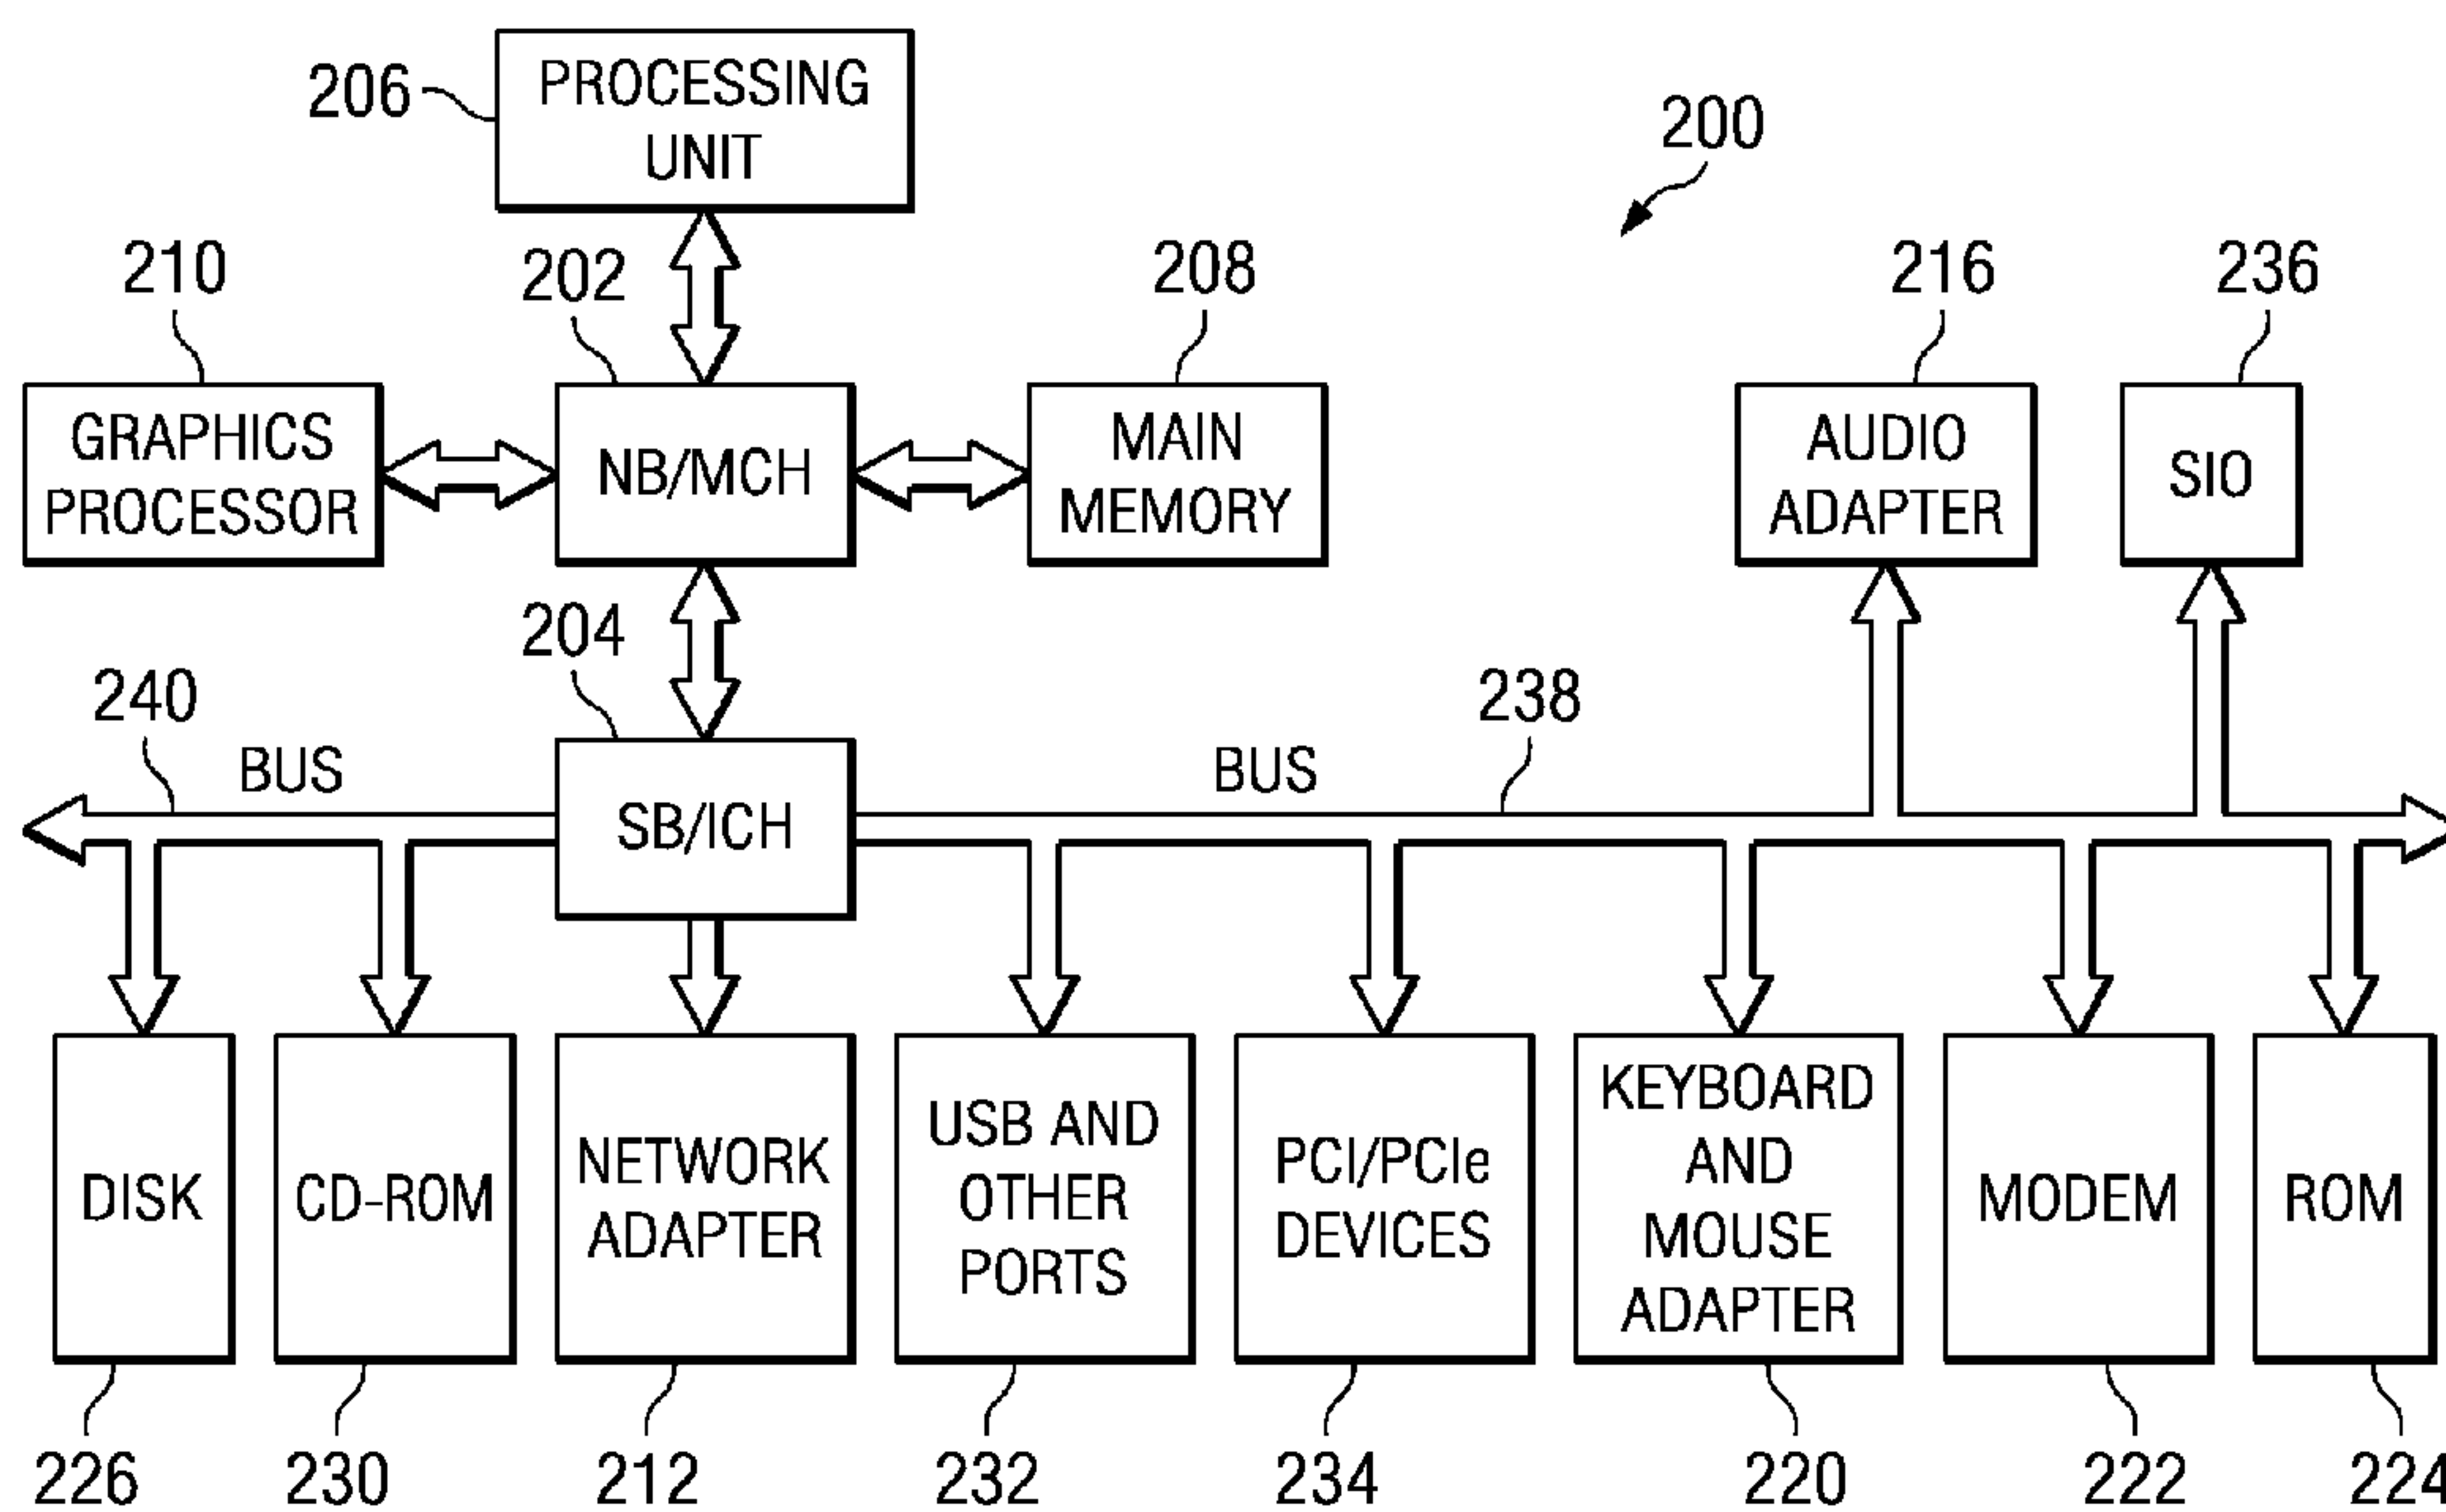 206
PROCESSING
UNIT
200
210
202
208
216
236
GRAPHICS
PROCESSOR
NB/MCH
MAIN
MEMORY
AUDIO
ADAPTER
SIO
204
240
BUS
238
BUS
SB/ICH
DISK
CD-ROM
NETWORK
ADAPTER
USB AND
OTHER
PORTS
PCI/PCIe
DEVICES
KEYBOARD
AND
MOUSE
ADAPTER
MODEM
ROM
226
230
212
232
234
220
222
224